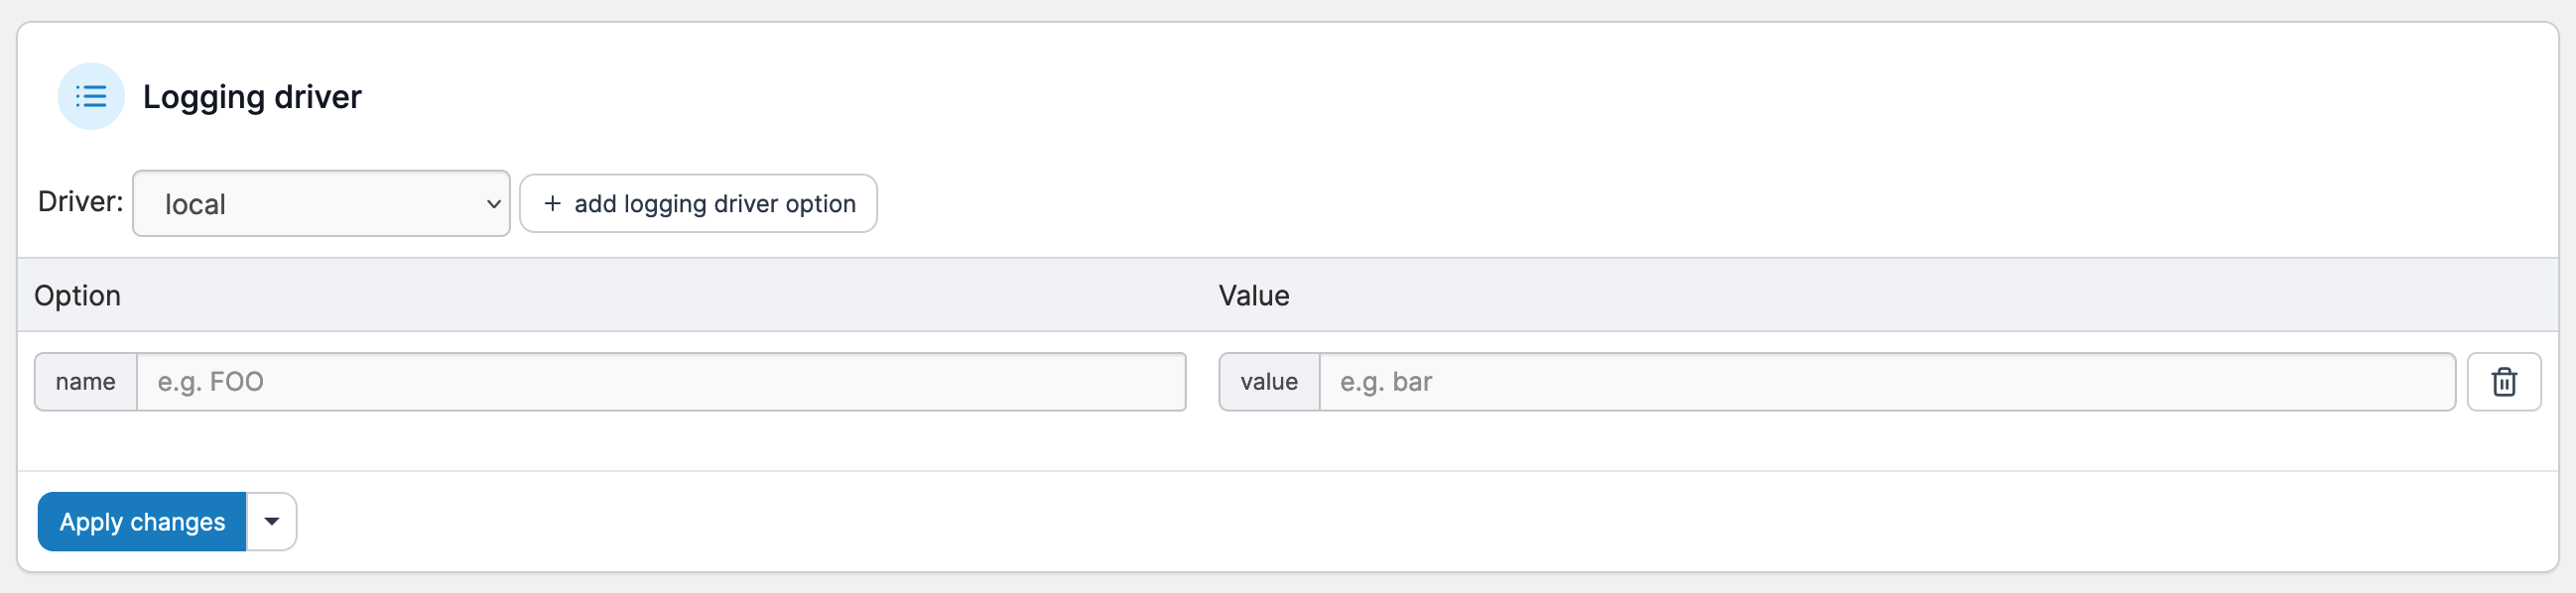 Logging driver
Driver: local + add logging driver option
Option Value
name e.g. FOO value e.g. bar
Apply changes